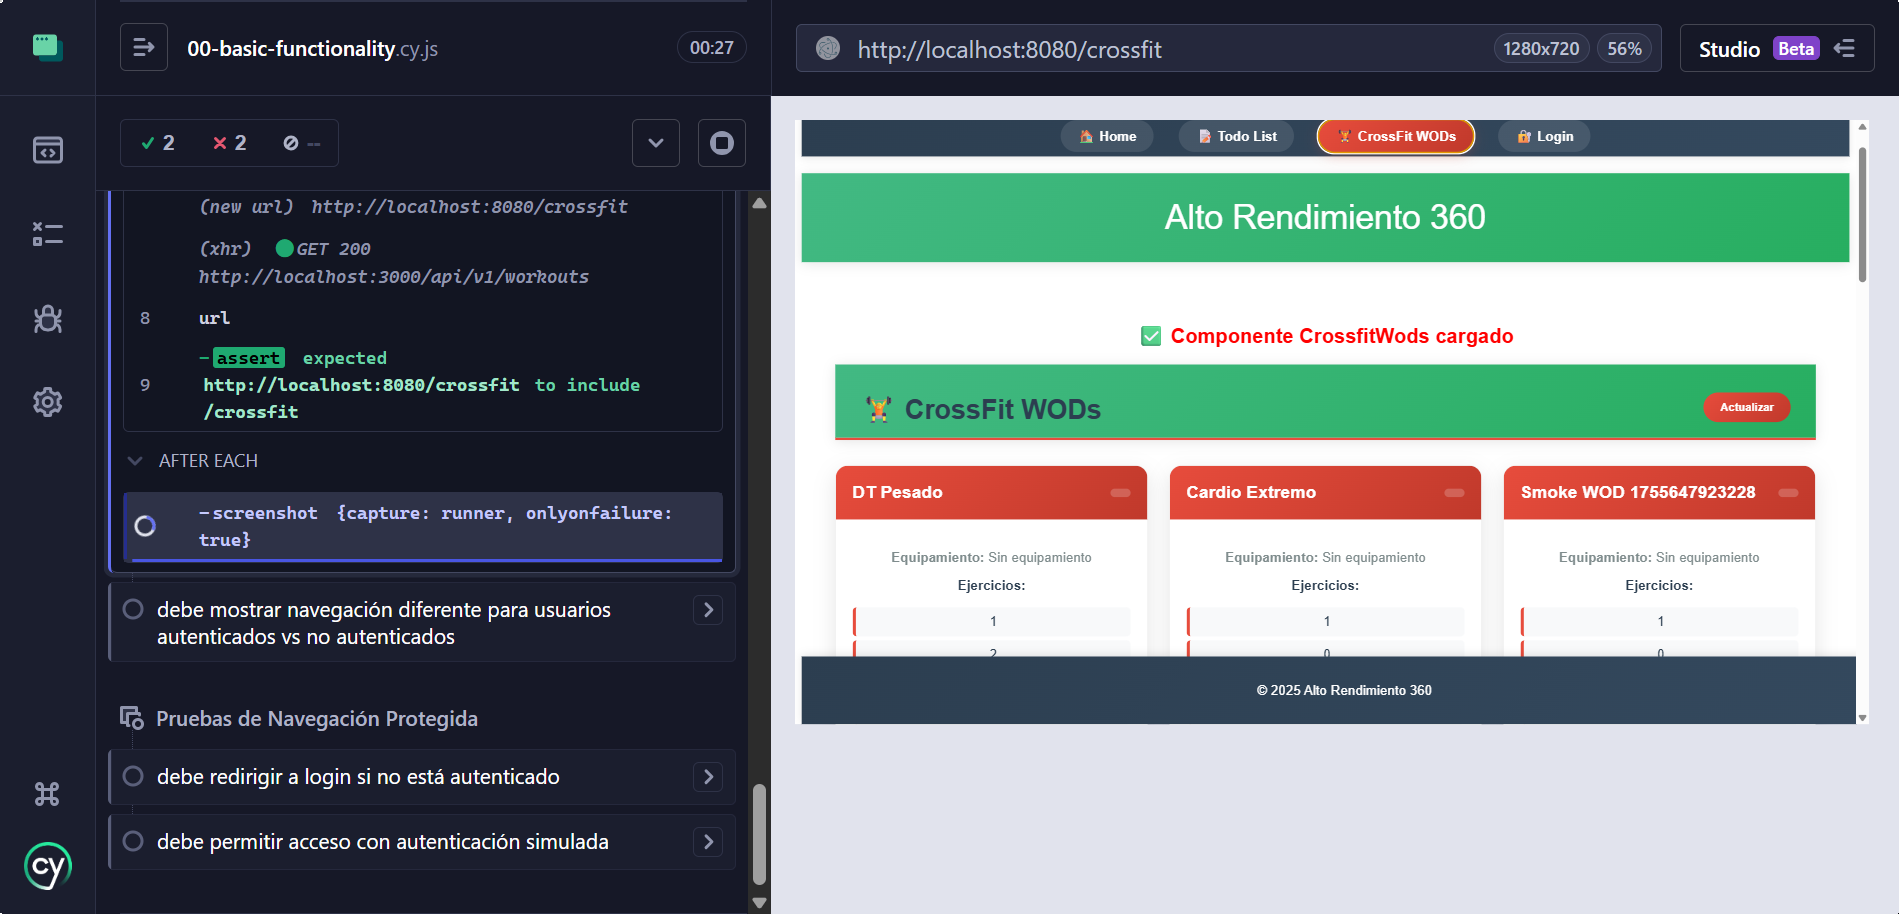 00-basic-functionality.cy.js
00:27
2 2 --
(new url) http://localhost:8080/crossfit
(xhr) GET 200
http://localhost:3000/api/v1/workouts
8 url
-assert expected
9 http://localhost:8080/crossfit to include
/crossfit
AFTER EACH
-screenshot {capture: runner, onlyonfailure:
true}
debe mostrar navegación diferente para usuarios
autenticados vs no autenticados
Pruebas de Navegación Protegida
debe redirigir a login si no está autenticado
debe permitir acceso con autenticación simulada
cy
http://localhost:8080/crossfit 1280x720 56%
Studio Beta
Home Todo List CrossFit WODs Login
Alto Rendimiento 360
Componente CrossfitWods cargado
CrossFit WODs Actualizar
DT Pesado
Equipamiento: Sin equipamiento
Ejercicios:
1
2
Cardio Extremo
Equipamiento: Sin equipamiento
Ejercicios:
1
0
Smoke WOD 1755647923228
Equipamiento: Sin equipamiento
Ejercicios:
1
0
© 2025 Alto Rendimiento 360